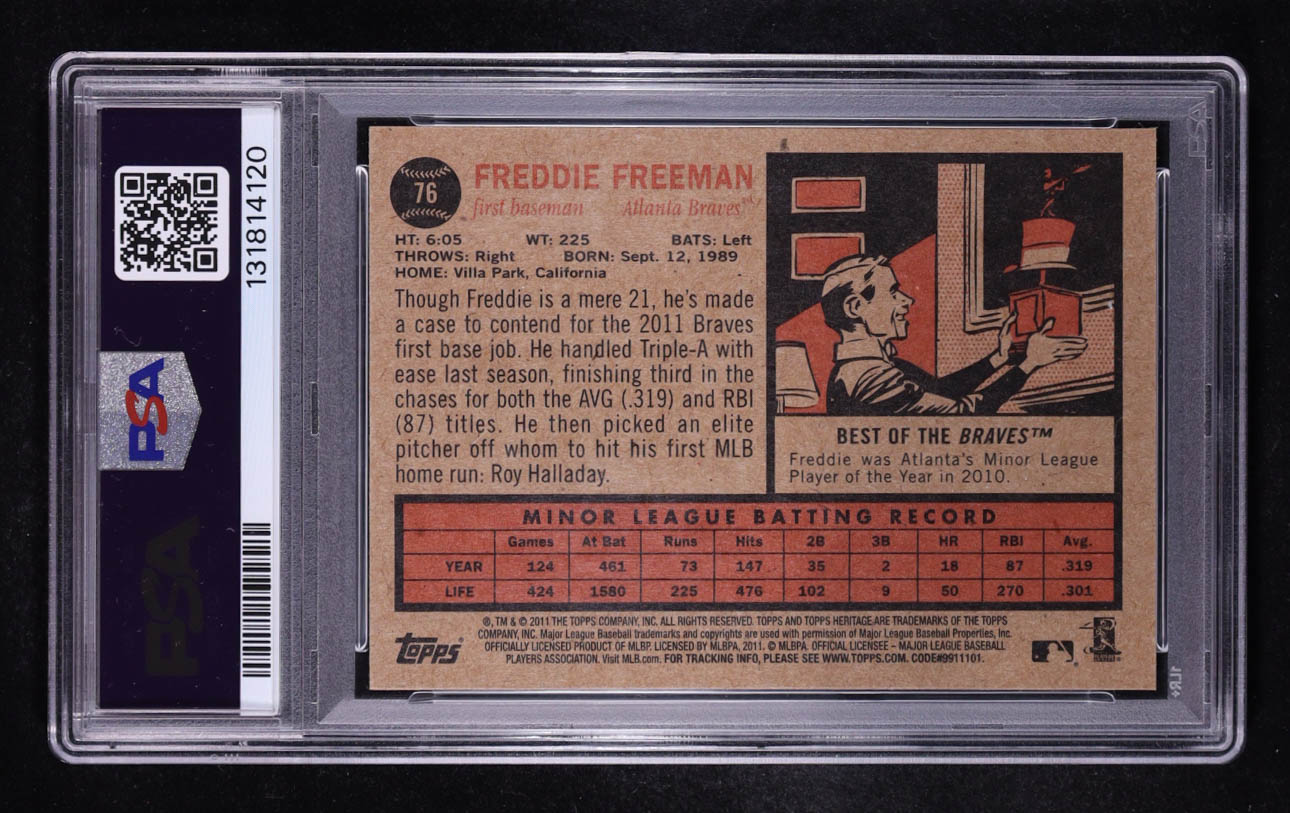 131814120
PSA
PSA
76
FREDDIE FREEMAN
first baseman Atlanta Braves™
HT: 6:05 WT: 225 BATS: Left
THROWS: Right BORN: Sept. 12, 1989
HOME: Villa Park, California
Though Freddie is a mere 21, he's made
a case to contend for the 2011 Braves
first base job. He handled Triple-A with
ease last season, finishing third in the
chases for both the AVG (.319) and RBI
(87) titles. He then picked an elite
pitcher off whom to hit his first MLB
home run: Roy Halladay.
BEST OF THE BRAVES™
Freddie was Atlanta's Minor League
Player of the Year in 2010.
MINOR LEAGUE BATTING RECORD
Games At Bat Runs Hits 2B 3B HR RBI Avg.
YEAR 124 461 73 147 35 2 18 87 .319
LIFE 424 1580 225 476 102 9 50 270 .301
topps
®, TM & © 2011 THE TOPPS COMPANY, INC. ALL RIGHTS RESERVED. TOPPS AND TOPPS HERITAGE ARE TRADEMARKS OF THE TOPPS
COMPANY, INC. Major League Baseball trademarks and copyrights are used with permission of Major League Baseball Properties, Inc.
OFFICIALLY LICENSED PRODUCT OF MLBP. LICENSED BY MLBPA, 2011. © MLBPA. OFFICIAL LICENSEE – MAJOR LEAGUE BASEBALL
PLAYERS ASSOCIATION. Visit MLB.com. FOR TRACKING INFO, PLEASE SEE WWW.TOPPS.COM. CODE#9911101.
PSA
1LR+